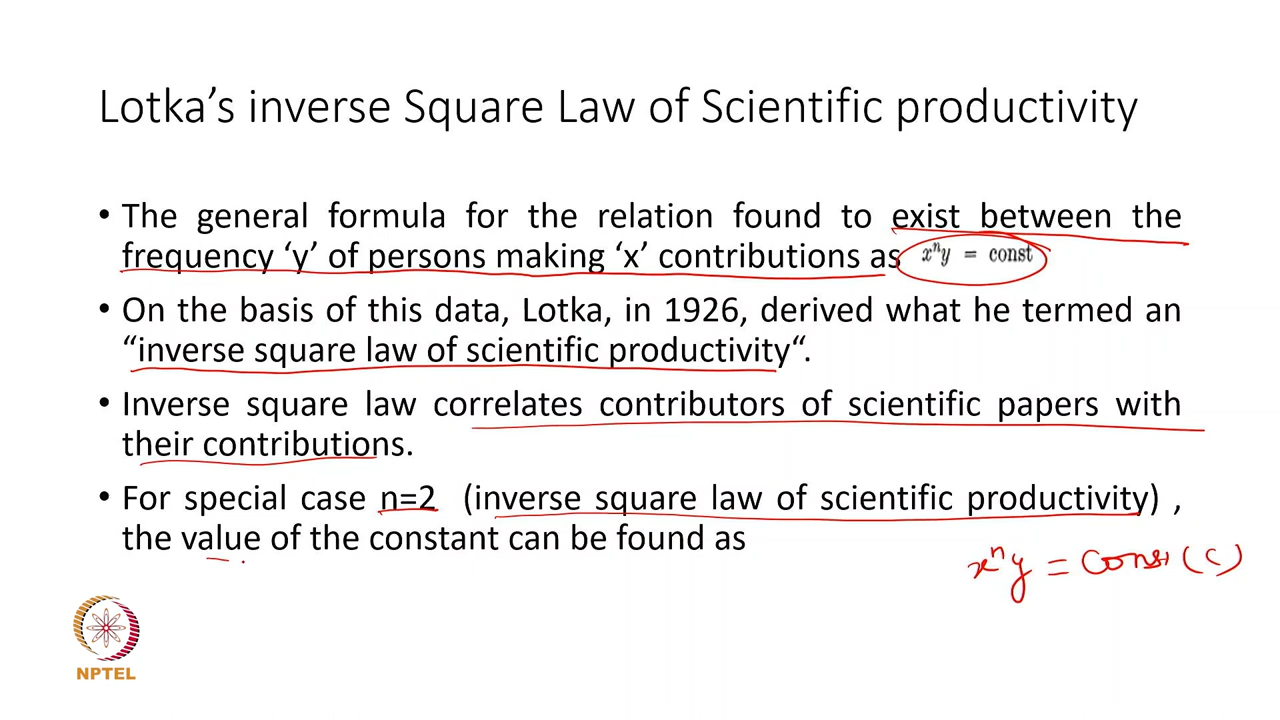 Lotka's inverse Square Law of Scientific productivity
• The general formula for the relation found to exist between the
frequency 'y' of persons making 'x' contributions as xⁿy = const
• On the basis of this data, Lotka, in 1926, derived what he termed an
“inverse square law of scientific productivity“.
• Inverse square law correlates contributors of scientific papers with
their contributions.
• For special case n=2 (inverse square law of scientific productivity) ,
the value of the constant can be found as
xⁿy = Const (C)
NPTEL